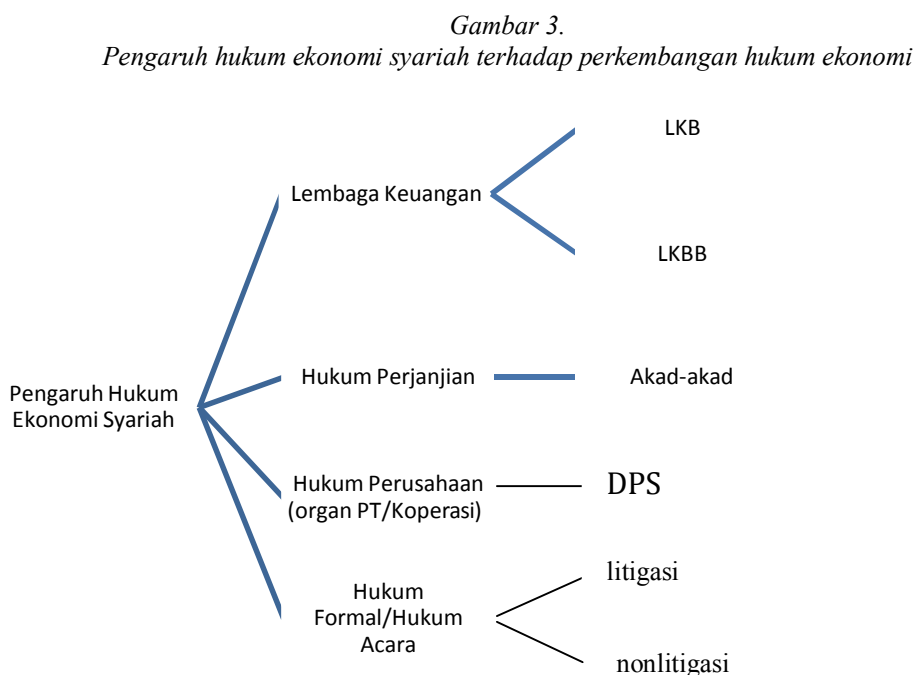 Gambar 3.
Pengaruh hukum ekonomi syariah terhadap perkembangan hukum ekonomi
LKB
Lembaga Keuangan
LKBB
Pengaruh Hukum
Ekonomi Syariah
Hukum Perjanjian
Akad-akad
Hukum Perusahaan
(organ PT/Koperasi)
DPS
Hukum
Formal/Hukum
Acara
litigasi
nonlitigasi